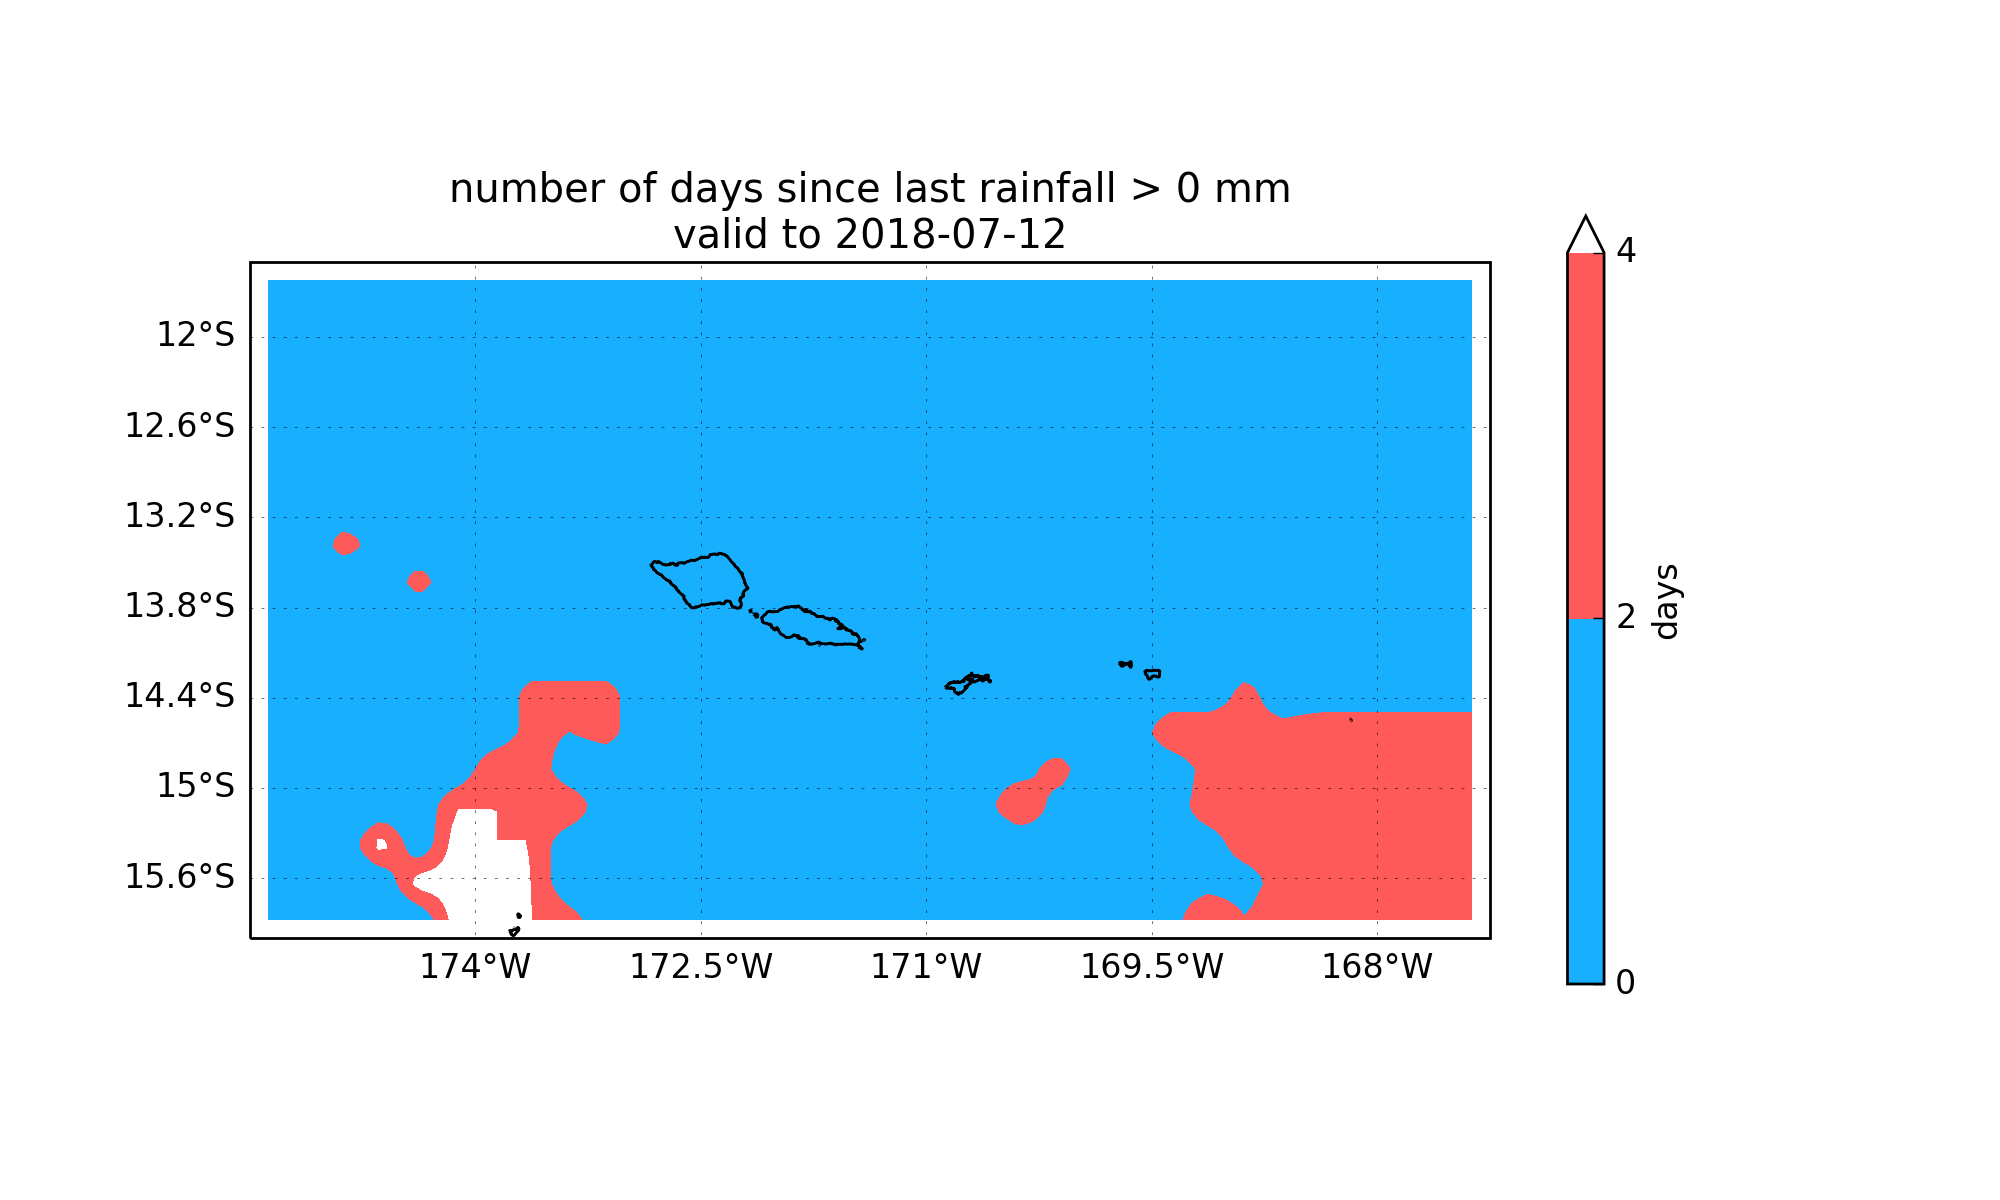 number of days since last rainfall > 0 mm
valid to 2018-07-12
4
12°S
12.6°S
13.2°S
13.8°S
2
days
14.4°S
15°S
15.6°S
174°W 172.5°W 171°W 169.5°W 168°W
0